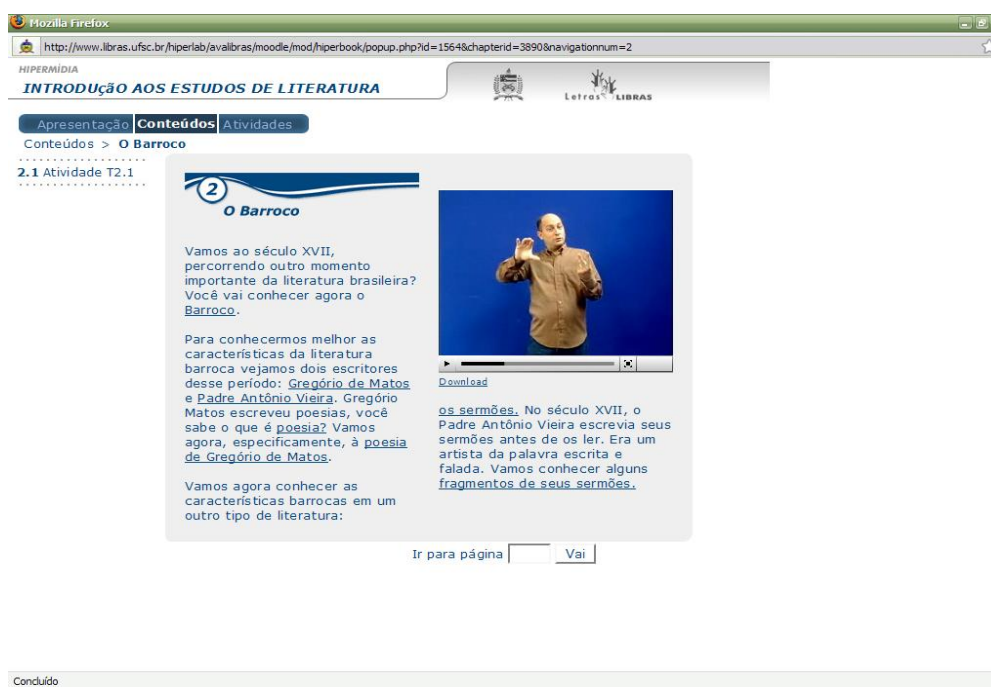 Mozilla Firefox
http://www.libras.ufsc.br/hiperlab/avalibras/moodle/mod/hiperbook/popup.php?id=1564&chapterid=3890&navigationnum=2
HIPERMÍDIA
INTRODUçãO AOS ESTUDOS DE LITERATURA
Letras LIBRAS
Apresentação Conteúdos Atividades
Conteúdos > O Barroco
2.1 Atividade T2.1
2
O Barroco
Vamos ao século XVII,
percorrendo outro momento
importante da literatura brasileira?
Você vai conhecer agora o
Barroco.
Para conhecermos melhor as
características da literatura
barroca vejamos dois escritores
desse período: Gregório de Matos
e Padre Antônio Vieira. Gregório
Matos escreveu poesias, você
sabe o que é poesia? Vamos
agora, especificamente, à poesia
de Gregório de Matos.
Vamos agora conhecer as
características barrocas em um
outro tipo de literatura:
Download
os sermões. No século XVII, o
Padre Antônio Vieira escrevia seus
sermões antes de os ler. Era um
artista da palavra escrita e
falada. Vamos conhecer alguns
fragmentos de seus sermões.
Ir para página Vai
Concluído